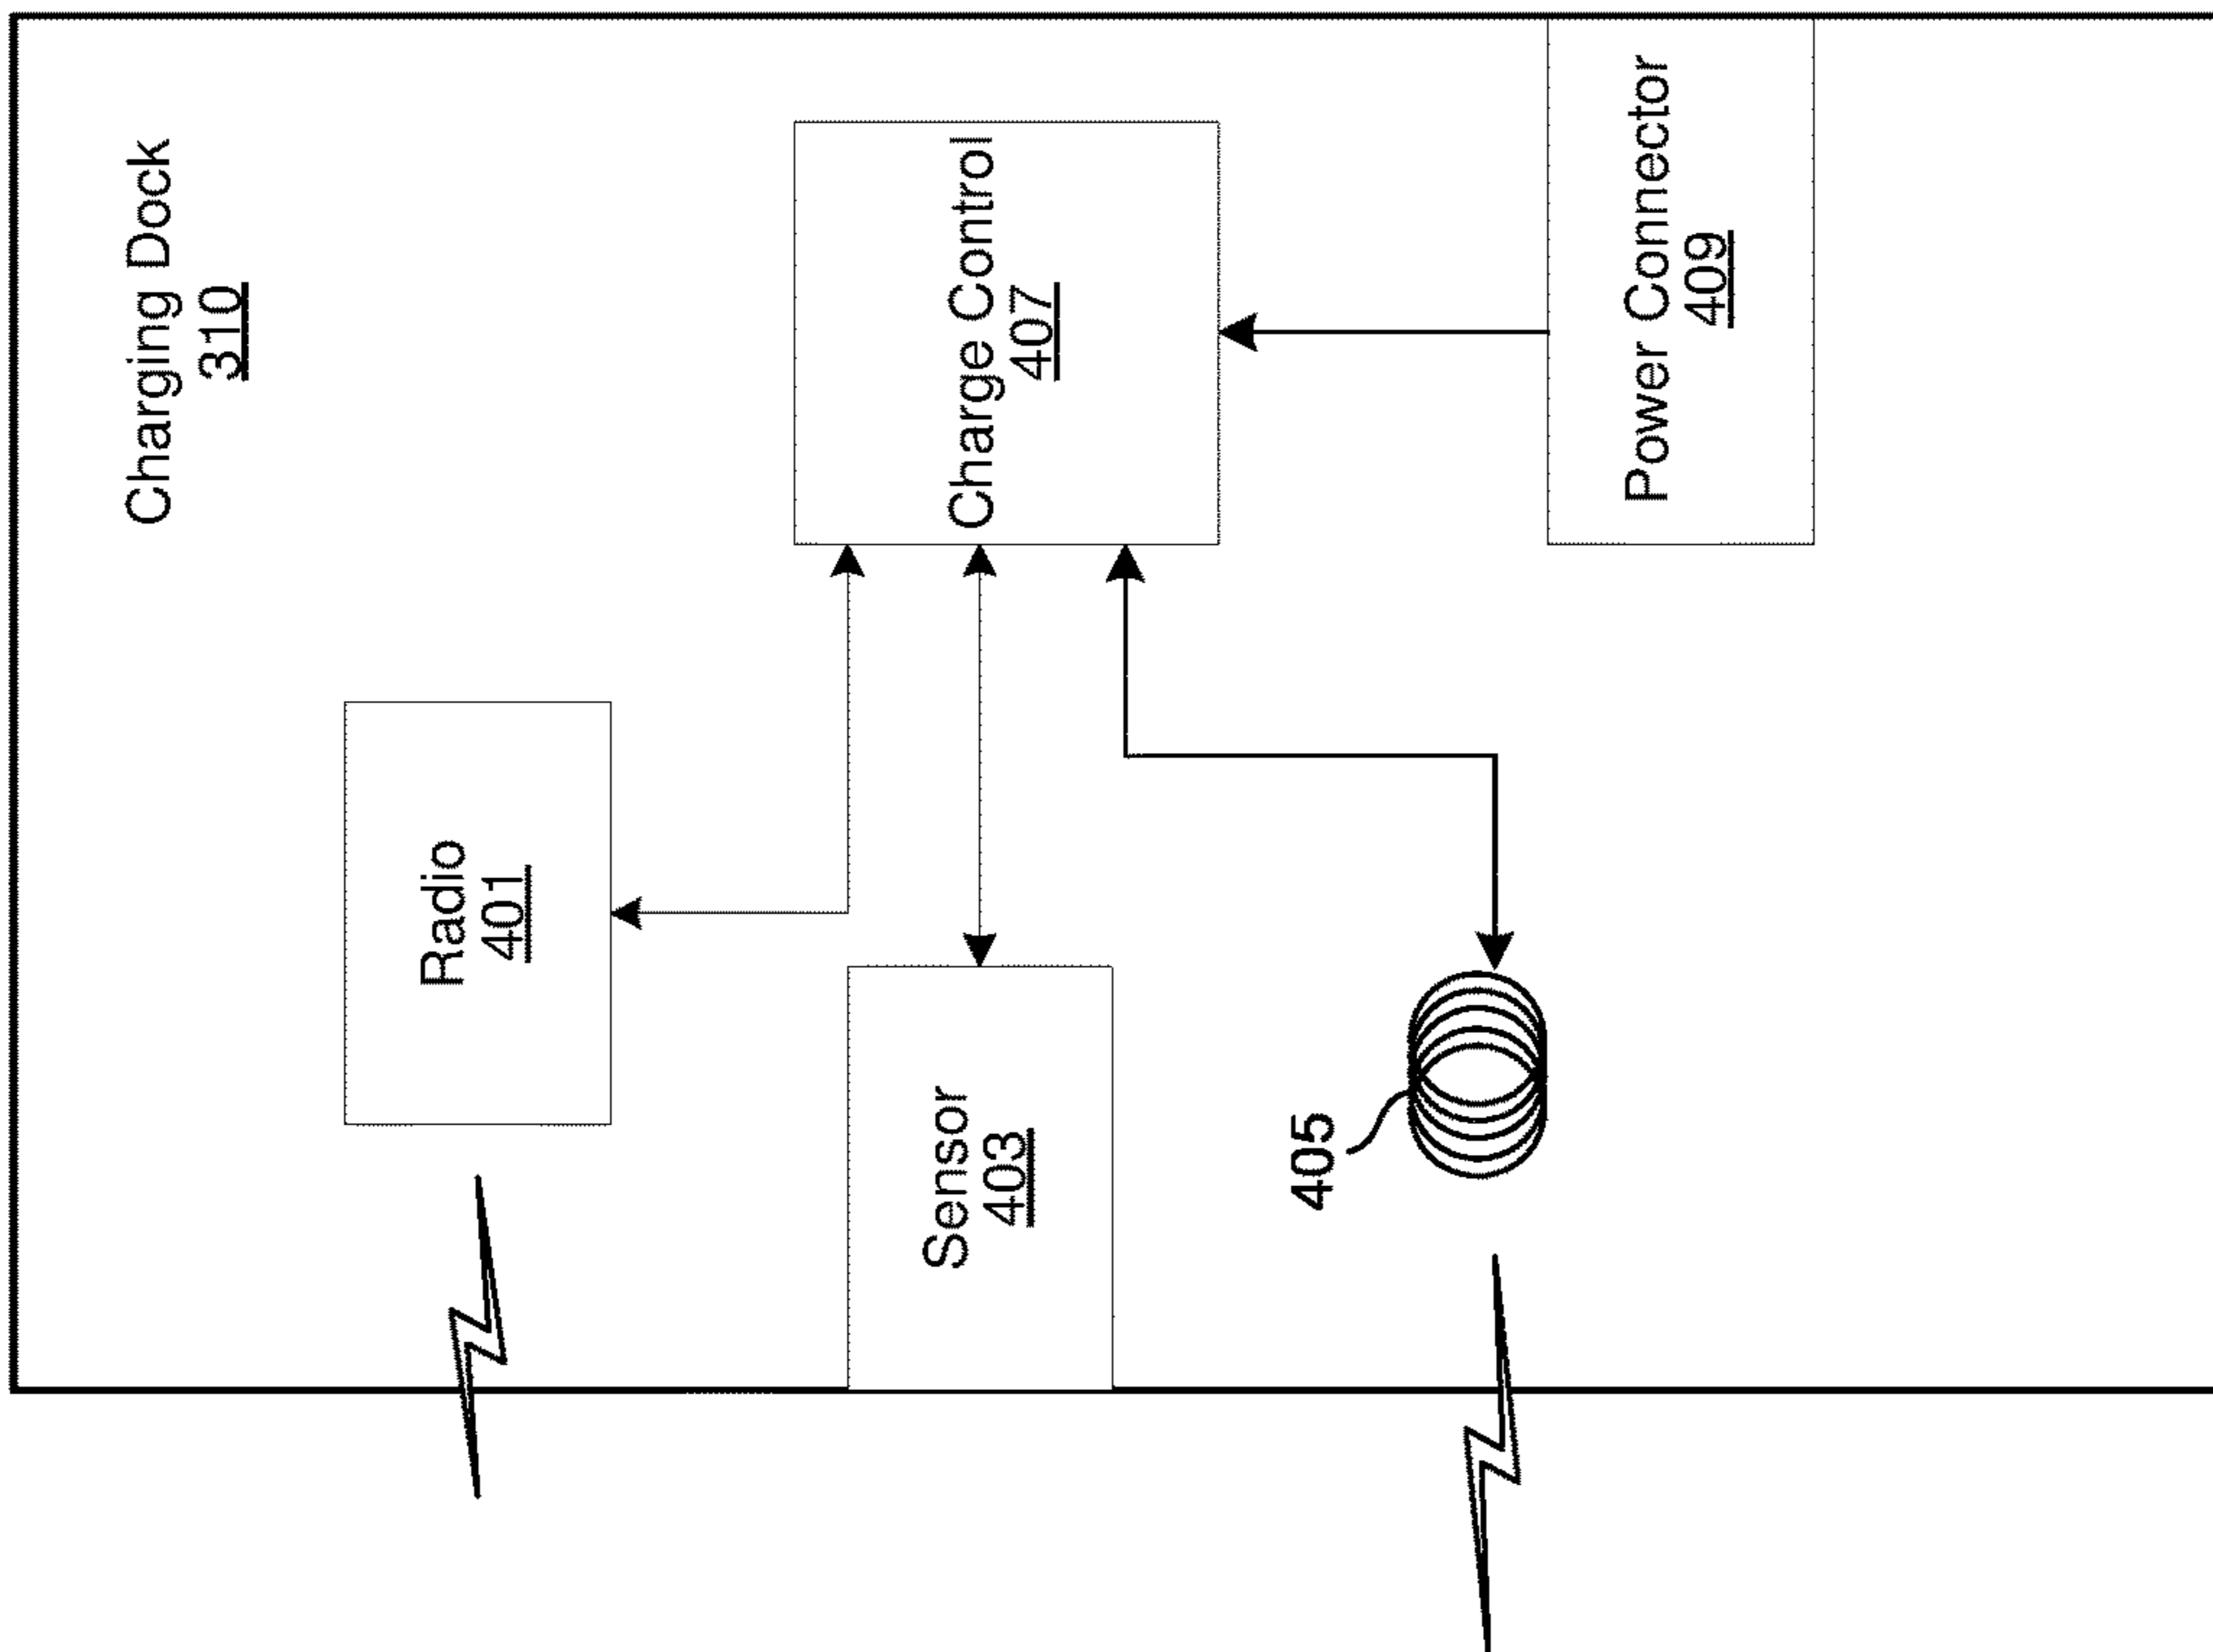 Charging Dock
310
Radio
401
Sensor
403
Charge Control
407
405
Power Connector
409